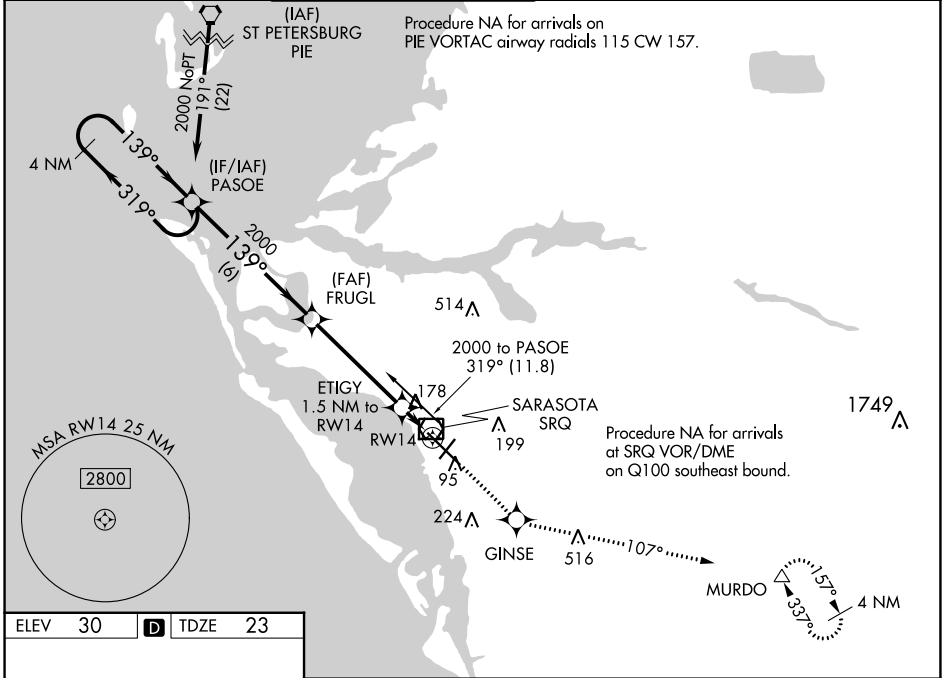 (IAF)
ST PETERSBURG
PIE
Procedure NA for arrivals on
PIE VORTAC airway radials 115 CW 157.
2000 NoPT
191°
(22)
4 NM
139°
319°
(IF/IAF)
PASOE
2000
139°
(6)
(FAF)
FRUGL
514
2000 to PASOE
319° (11.8)
ETIGY
1.5 NM to
RW14
178
RW14
SARASOTA
SRQ
199
95
1749
Procedure NA for arrivals
at SRQ VOR/DME
on Q100 southeast bound.
MSA RW14 25 NM
2800
224
GINSE
516
107°
MURDO
157°
337°
4 NM
ELEV 30 D TDZE 23